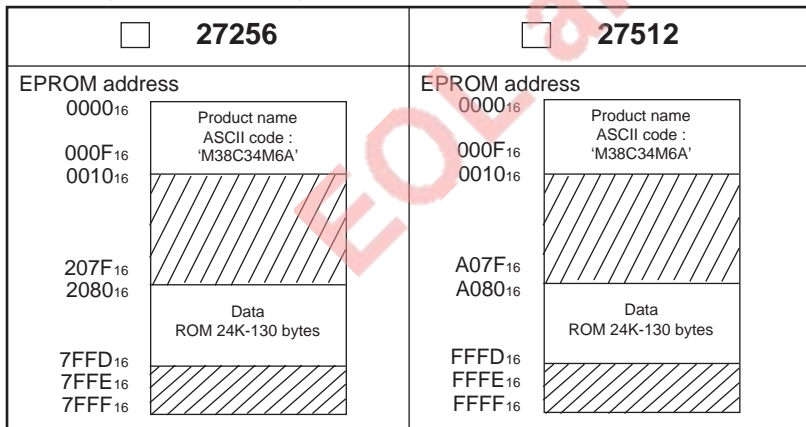 27256
EPROM address
0000₁₆
000F₁₆
0010₁₆
207F₁₆
2080₁₆
7FFD₁₆
7FFE₁₆
7FFF₁₆
Product name
ASCII code :
‘M38C34M6A’
Data
ROM 24K-130 bytes
27512
EPROM address
0000₁₆
000F₁₆
0010₁₆
A07F₁₆
A080₁₆
FFFD₁₆
FFFE₁₆
FFFF₁₆
Product name
ASCII code :
‘M38C34M6A’
Data
ROM 24K-130 bytes
EOL a